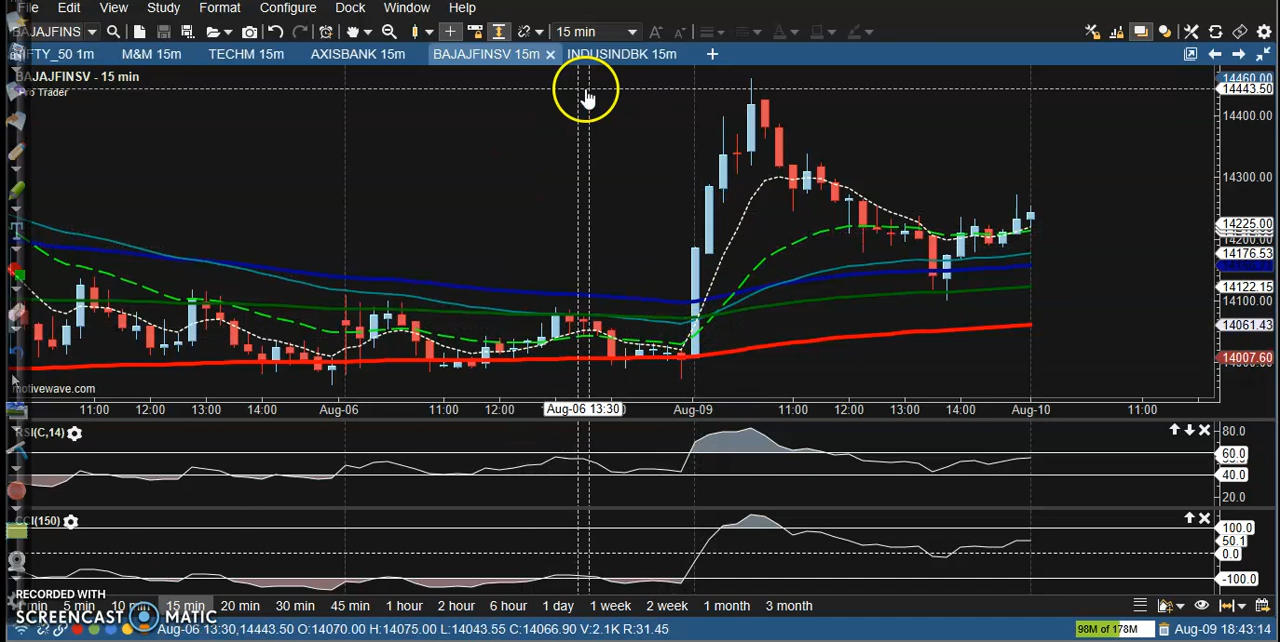 File Edit View Study Format Configure Dock Window Help
BAJAJFINS 15 min
NIFTY_50 1m M&M 15m TECHM 15m AXISBANK 15m BAJAJFINSV 15m INDUSINDBK 15m
BAJAJFINSV - 15 min
Pro Trader
14460.00
14443.50
14400.00
14300.00
14225.00
14200.00
14176.53
14122.15
14100.00
14061.43
14007.60
14000.00
motivewave.com
11:00 12:00 13:00 14:00 Aug-06 11:00 12:00 Aug-06 13:30 Aug-09 11:00 12:00 13:00 14:00 Aug-10 11:00
RSI(C,14)
80.0
60.0
40.0
20.0
CCI(150)
100.0
50.1
0.0
-100.0
RECORDED WITH
SCREENCAST MATIC
min 5 min 10 min 15 min 20 min 30 min 45 min 1 hour 2 hour 6 hour 1 day 1 week 2 week 1 month 3 month
Aug-06 13:30, 14443.50 O:14070.00 H:14075.00 L:14043.55 C:14066.90 V:2.1K R:31.45 98M of 178M Aug-09 18:43:14